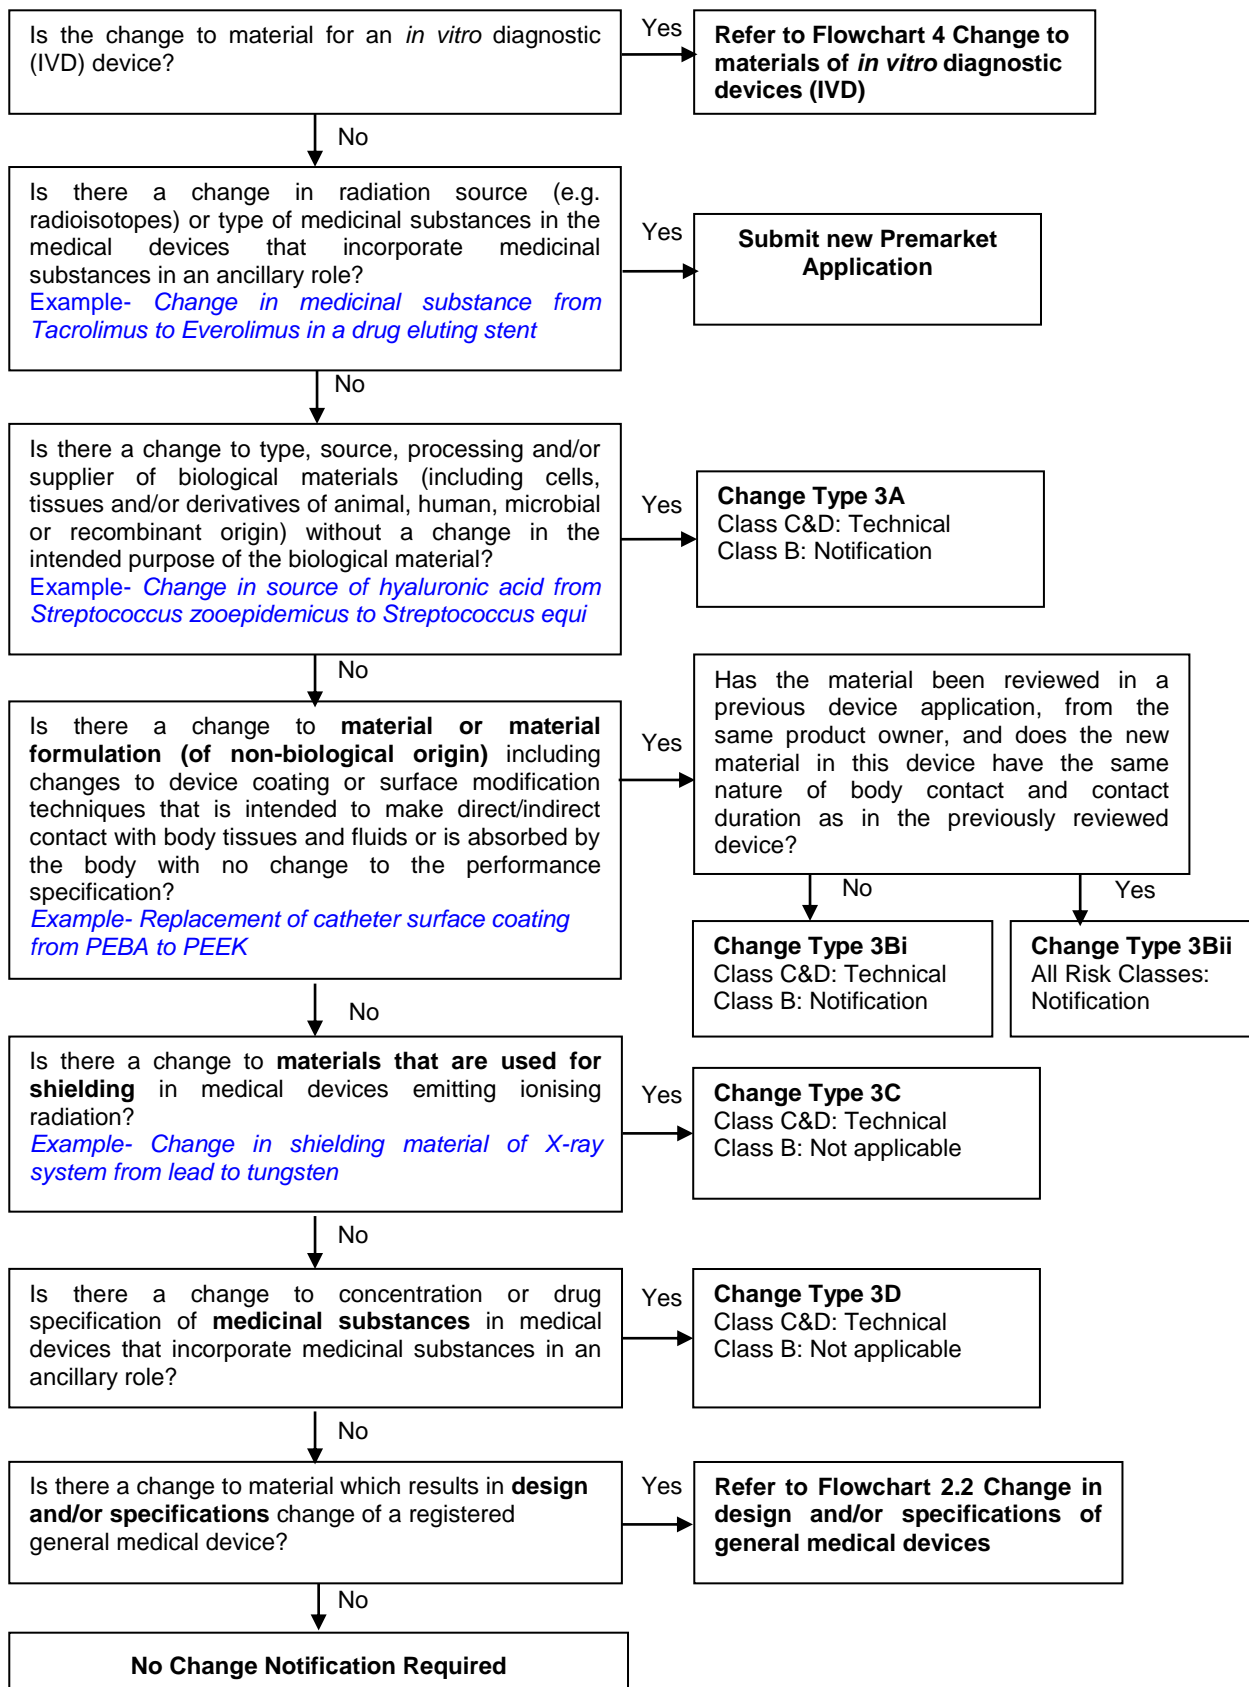 Is the change to material for an in vitro diagnostic
(IVD) device?
Yes
Refer to Flowchart 4 Change to
materials of in vitro diagnostic
devices (IVD)
No
Is there a change in radiation source (e.g.
radioisotopes) or type of medicinal substances in the
medical devices that incorporate medicinal
substances in an ancillary role?
Example- Change in medicinal substance from
Tacrolimus to Everolimus in a drug eluting stent
Yes
Submit new Premarket
Application
No
Is there a change to type, source, processing and/or
supplier of biological materials (including cells,
tissues and/or derivatives of animal, human, microbial
or recombinant origin) without a change in the
intended purpose of the biological material?
Example- Change in source of hyaluronic acid from
Streptococcus zooepidemicus to Streptococcus equi
Yes
Change Type 3A
Class C&D: Technical
Class B: Notification
No
Is there a change to material or material
formulation (of non-biological origin) including
changes to device coating or surface modification
techniques that is intended to make direct/indirect
contact with body tissues and fluids or is absorbed by
the body with no change to the performance
specification?
Example- Replacement of catheter surface coating
from PEBA to PEEK
Yes
Has the material been reviewed in a
previous device application, from the
same product owner, and does the new
material in this device have the same
nature of body contact and contact
duration as in the previously reviewed
device?
No
Yes
Change Type 3Bi
Class C&D: Technical
Class B: Notification
Change Type 3Bii
All Risk Classes:
Notification
No
Is there a change to materials that are used for
shielding in medical devices emitting ionising
radiation?
Example- Change in shielding material of X-ray
system from lead to tungsten
Yes
Change Type 3C
Class C&D: Technical
Class B: Not applicable
No
Is there a change to concentration or drug
specification of medicinal substances in medical
devices that incorporate medicinal substances in an
ancillary role?
Yes
Change Type 3D
Class C&D: Technical
Class B: Not applicable
No
Is there a change to material which results in design
and/or specifications change of a registered
general medical device?
Yes
Refer to Flowchart 2.2 Change in
design and/or specifications of
general medical devices
No
No Change Notification Required